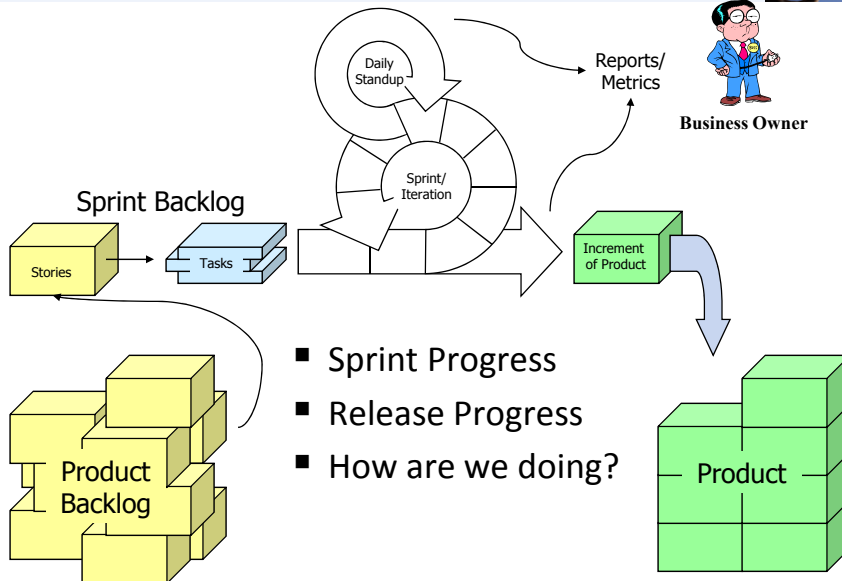 Daily
Standup
Reports/
Metrics
Business Owner
Sprint/
Iteration
Sprint Backlog
Stories
Tasks
Increment
of Product
▪ Sprint Progress
▪ Release Progress
▪ How are we doing?
Product
Backlog
Product